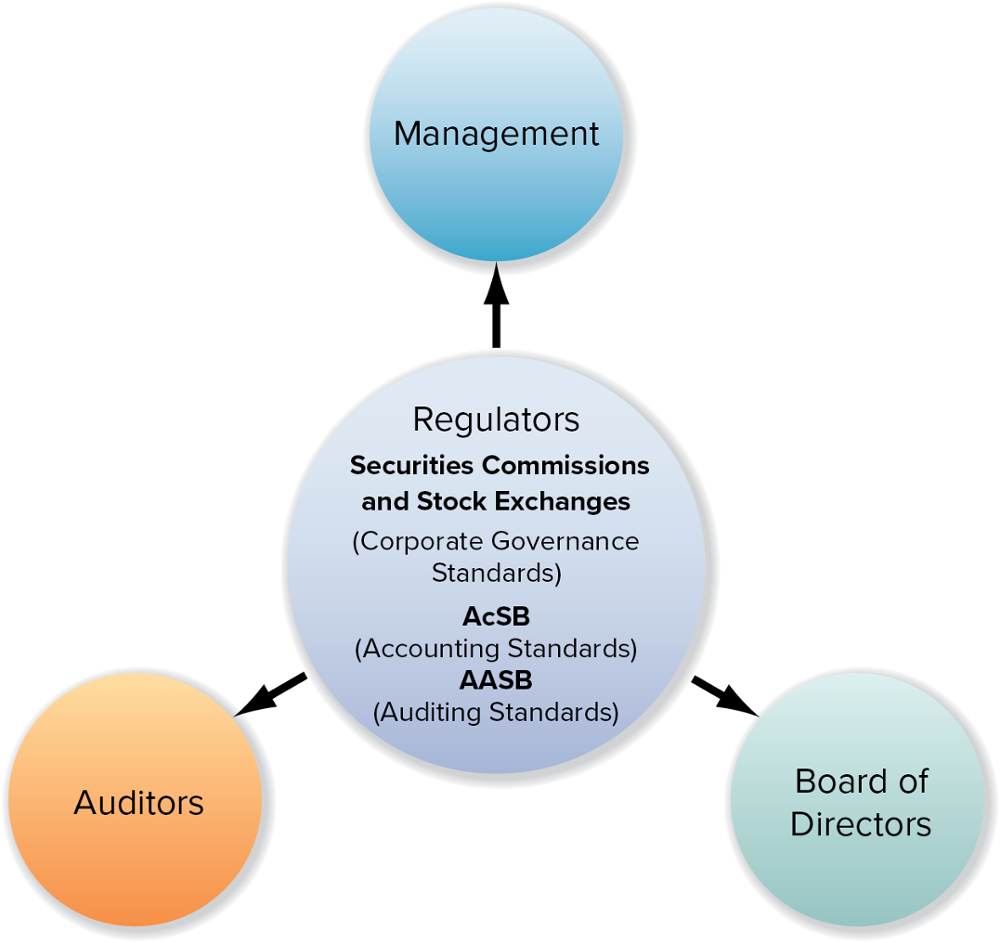 Management
Regulators
Securities Commissions
and Stock Exchanges
(Corporate Governance
Standards)
AcSB
(Accounting Standards)
AASB
(Auditing Standards)
Auditors
Board of
Directors